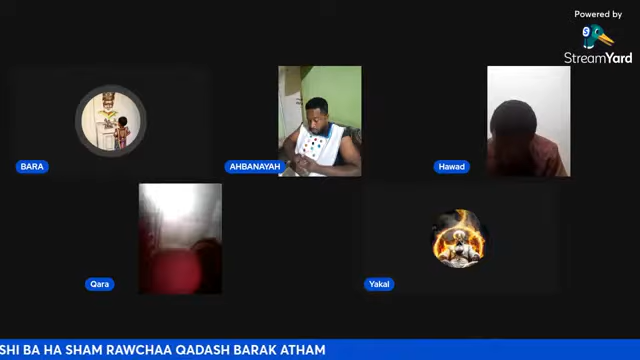 Powered by
StreamYard
BARA
AHBANAYAH
Hawad
Qara
Yakal
SHI BA HA SHAM RAWCHAA QADASH BARAK ATHAM